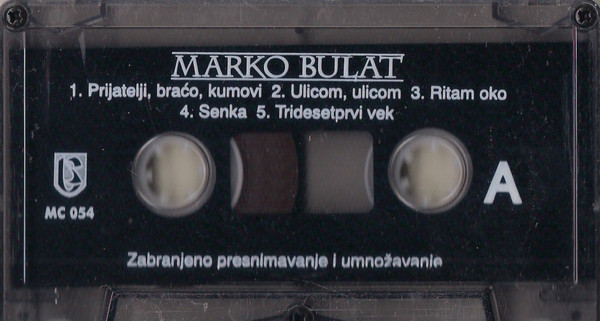 MARKO BULAT
1. Prijatelji, braćo, kumovi 2. Ulicom, ulicom 3. Ritam oko
4. Senka 5. Tridesetprvi vek
MC 054
A
Zabranjeno presnimavanje i umnožavanje